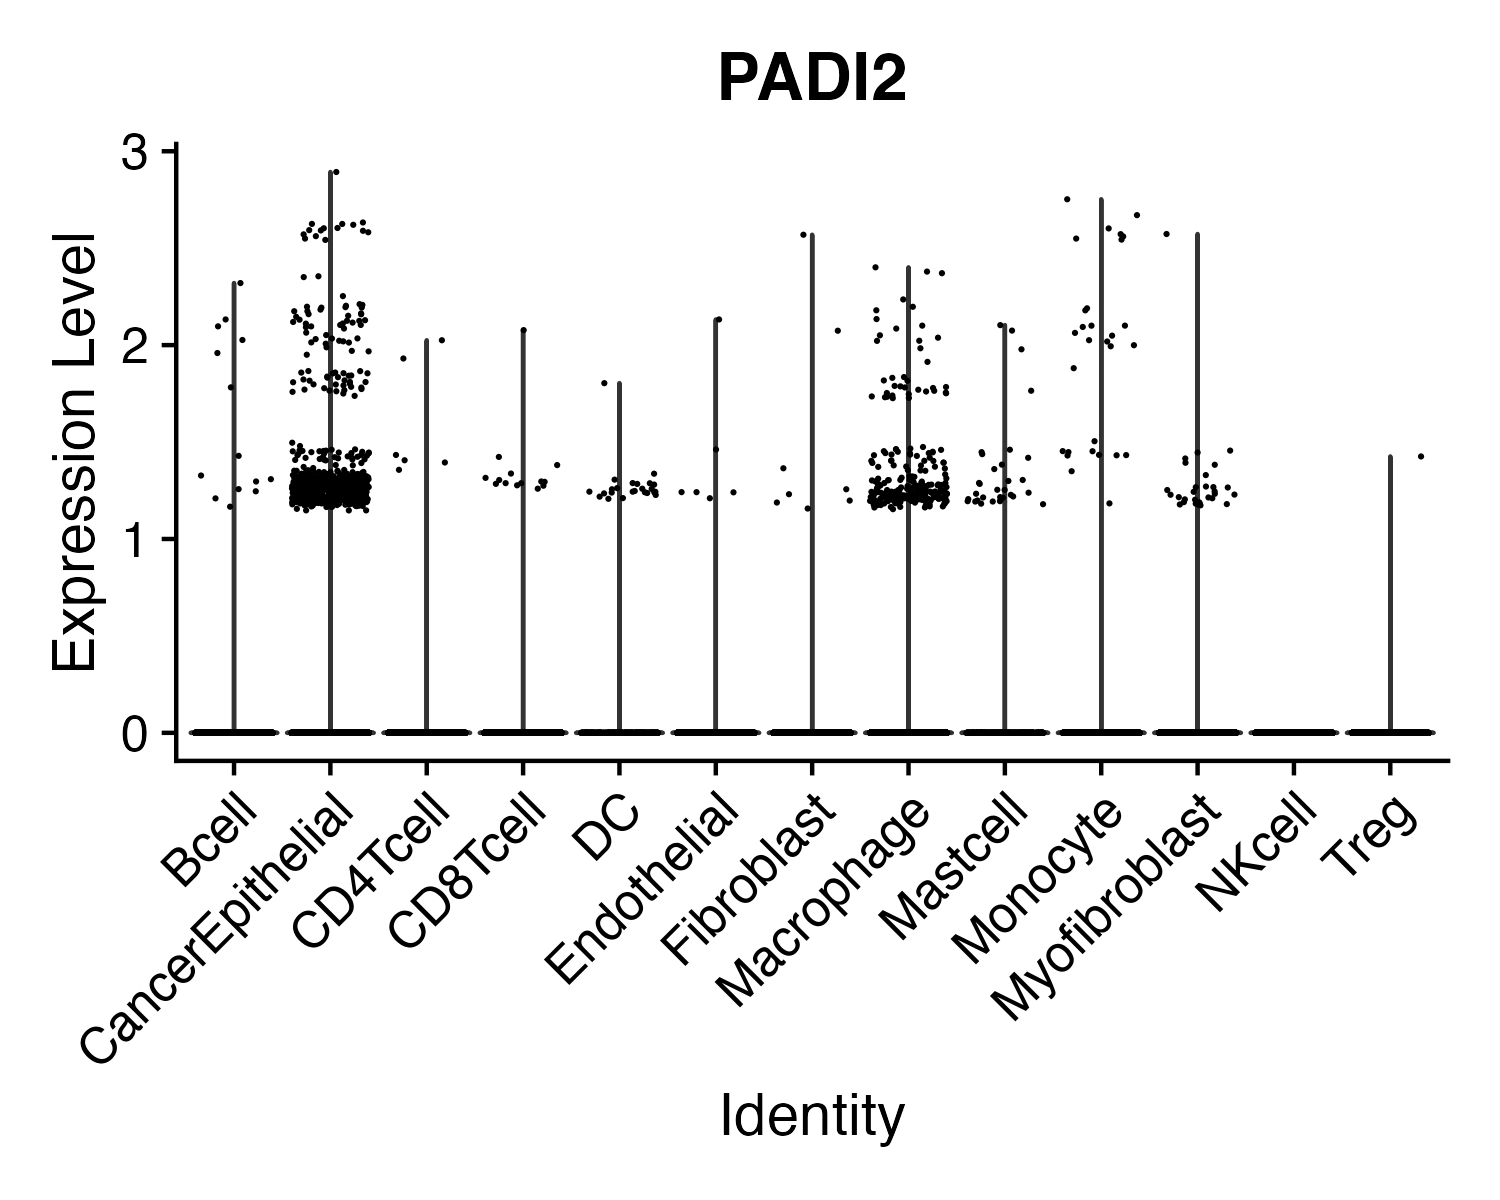 PADI2
Expression Level
3
2
1
0
Bcell
CancerEpithelial
CD4Tcell
CD8Tcell
DC
Endothelial
Fibroblast
Macrophage
Mastcell
Monocyte
Myofibroblast
NKcell
Treg
Identity